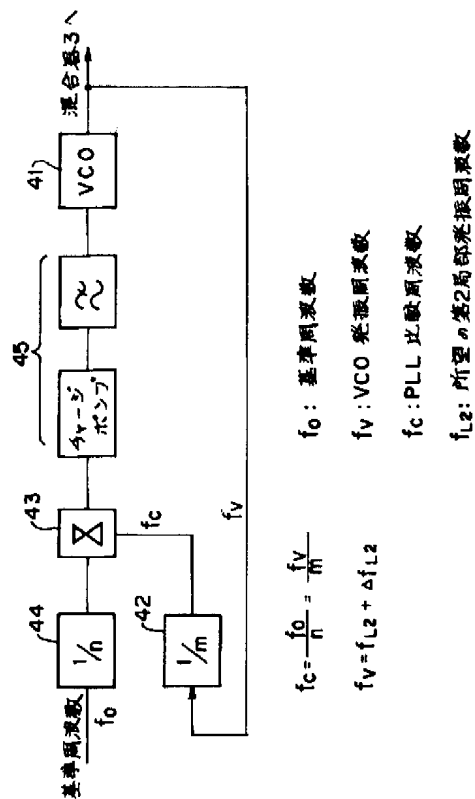 基準周波数
f₀
44
1/n
43
45
チャージ
ポンプ
41
VCO
混合器3へ
fc
42
1/m
fv
fc = f₀/n = fv/m
fv = fL2 + ΔfL2
f₀ : 基準周波数
fv : VCO 発振周波数
fc : PLL 比較周波数
fL2 : 所望の第2局部発振周波数